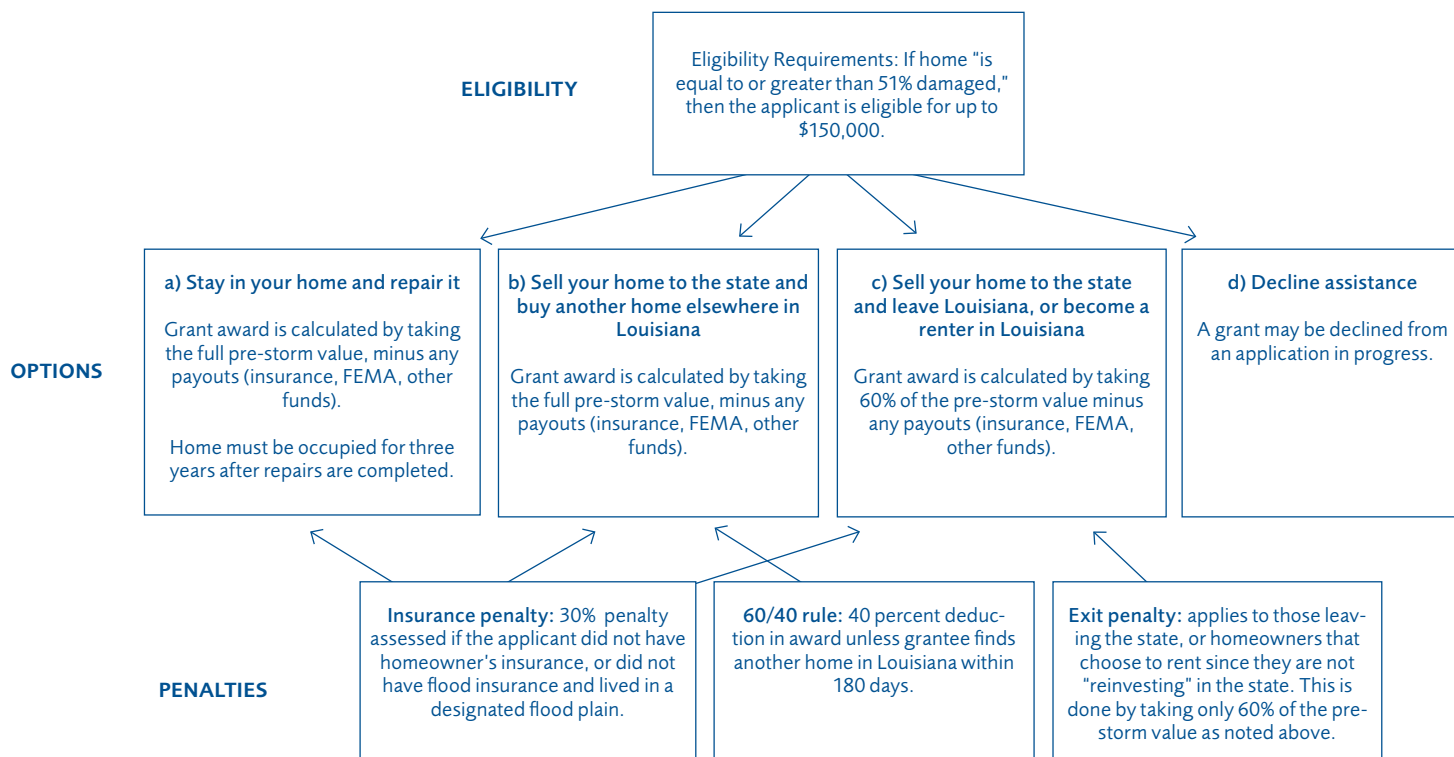 ELIGIBILITY
Eligibility Requirements: If home “is
equal to or greater than 51% damaged,”
then the applicant is eligible for up to
$150,000.
OPTIONS
a) Stay in your home and repair it
Grant award is calculated by taking
the full pre-storm value, minus any
payouts (insurance, FEMA, other
funds).
Home must be occupied for three
years after repairs are completed.
b) Sell your home to the state and
buy another home elsewhere in
Louisiana
Grant award is calculated by taking
the full pre-storm value, minus any
payouts (insurance, FEMA, other
funds).
c) Sell your home to the state
and leave Louisiana, or become a
renter in Louisiana
Grant award is calculated by taking
60% of the pre-storm value minus
any payouts (insurance, FEMA,
other funds).
d) Decline assistance
A grant may be declined from
an application in progress.
PENALTIES
Insurance penalty: 30% penalty
assessed if the applicant did not have
homeowner's insurance, or did not
have flood insurance and lived in a
designated flood plain.
60/40 rule: 40 percent deduc-
tion in award unless grantee finds
another home in Louisiana within
180 days.
Exit penalty: applies to those leav-
ing the state, or homeowners that
choose to rent since they are not
“reinvesting” in the state. This is
done by taking only 60% of the pre-
storm value as noted above.